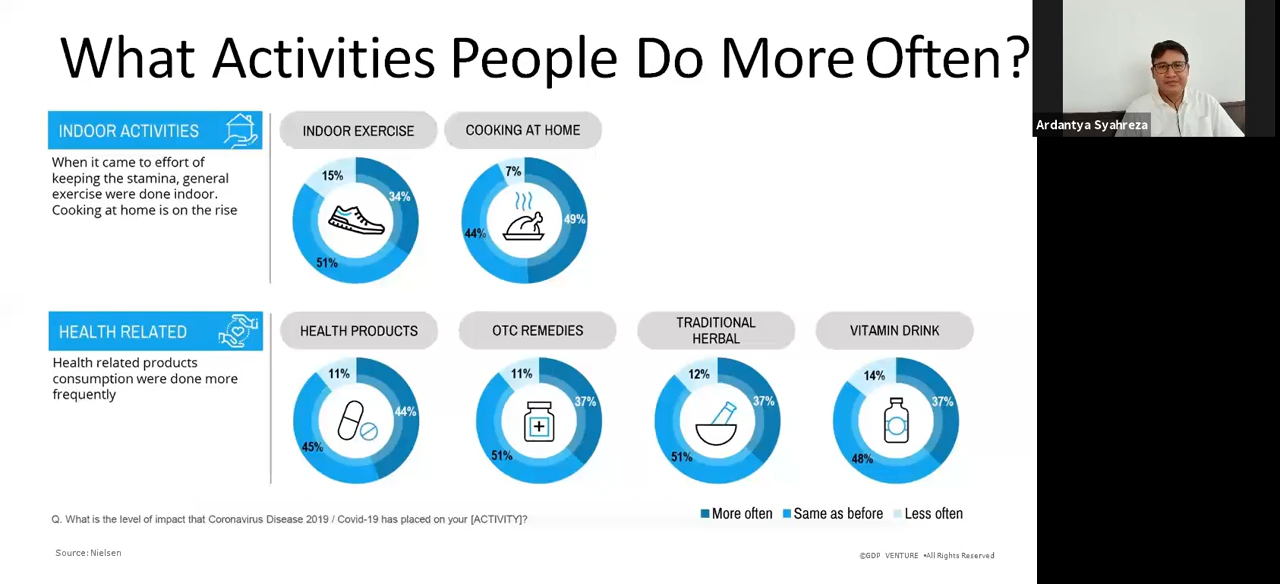 What Activities People Do More Often?
Ardantya Syahreza
INDOOR ACTIVITIES
When it came to effort of
keeping the stamina, general
exercise were done indoor.
Cooking at home is on the rise
INDOOR EXERCISE
15%
34%
51%
COOKING AT HOME
7%
49%
44%
HEALTH RELATED
Health related products
consumption were done more
frequently
HEALTH PRODUCTS
11%
44%
45%
OTC REMEDIES
11%
37%
51%
TRADITIONAL
HERBAL
12%
37%
51%
VITAMIN DRINK
14%
37%
48%
More often Same as before Less often
Q. What is the level of impact that Coronavirus Disease 2019 / Covid-19 has placed on your [ACTIVITY]?
Source: Nielsen
©GDP VENTURE •All Rights Reserved